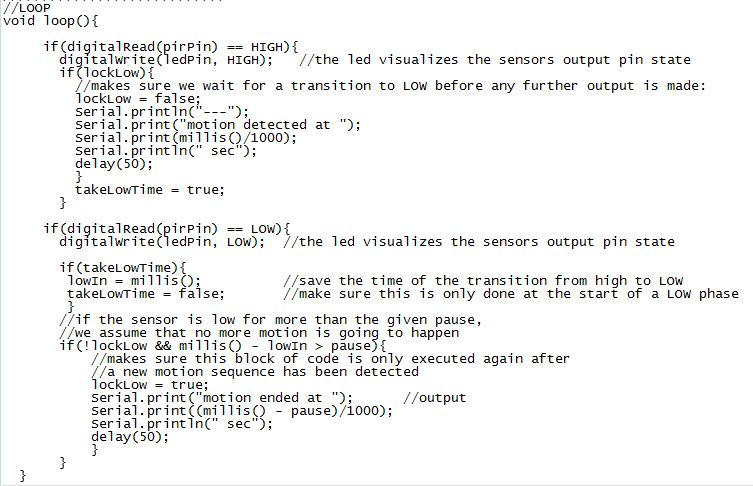 //LOOP
void loop(){
if(digitalRead(pirPin) == HIGH){
digitalWrite(ledPin, HIGH);   //the led visualizes the sensors output pin state
if(lockLow){
//makes sure we wait for a transition to LOW before any further output is made:
lockLow = false;
Serial.println("---");
Serial.print("motion detected at ");
Serial.print(millis()/1000);
Serial.println(" sec");
delay(50);
}
takeLowTime = true;
}
if(digitalRead(pirPin) == LOW){
digitalWrite(ledPin, LOW);  //the led visualizes the sensors output pin state
if(takeLowTime){
lowIn = millis();          //save the time of the transition from high to LOW
takeLowTime = false;       //make sure this is only done at the start of a LOW phase
}
//if the sensor is low for more than the given pause,
//we assume that no more motion is going to happen
if(!lockLow && millis() - lowIn > pause){
//makes sure this block of code is only executed again after
//a new motion sequence has been detected
lockLow = true;
Serial.print("motion ended at ");      //output
Serial.print((millis() - pause)/1000);
Serial.println(" sec");
delay(50);
}
}
}